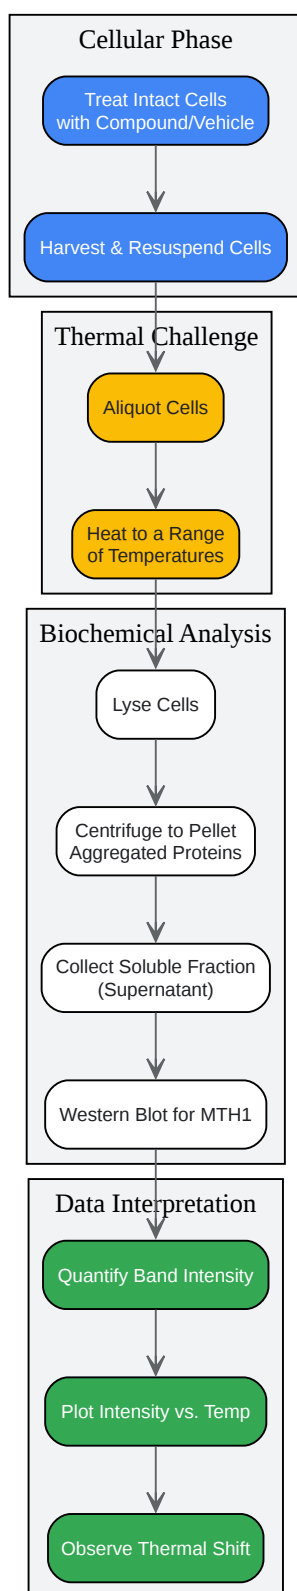 Cellular Phase
Treat Intact Cells
with Compound/Vehicle
Harvest & Resuspend Cells
Thermal Challenge
Aliquot Cells
Heat to a Range
of Temperatures
Biochemical Analysis
Lyse Cells
Centrifuge to Pellet
Aggregated Proteins
Collect Soluble Fraction
(Supernatant)
Western Blot for MTH1
Data Interpretation
Quantify Band Intensity
Plot Intensity vs. Temp
Observe Thermal Shift